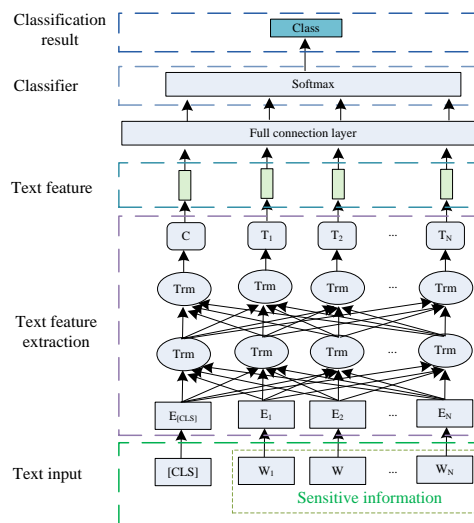 Classification
result
Class
Classifier
Softmax
Full connection layer
Text feature
C T1 T2 ... TN
Trm Trm Trm ... Trm
Text feature
extraction
Trm Trm Trm ... Trm
E[CLS] E1 E2 ... EN
Text input
[CLS] W1 W ... WN
Sensitive information